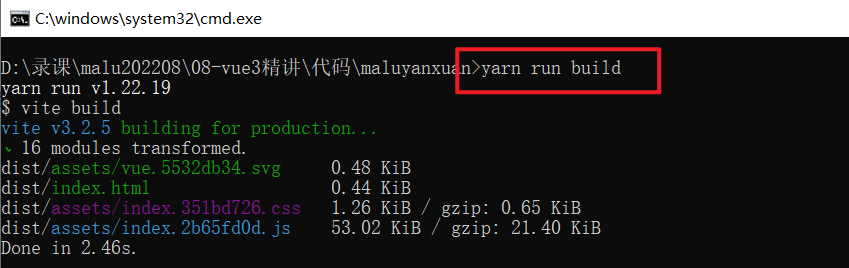 C:\windows\system32\cmd.exe
D:\录课\malu202208\08-vue3精讲\代码\maluyanxuan>yarn run build
yarn run v1.22.19
$ vite build
vite v3.2.5 building for production...
✓ 16 modules transformed.
dist/assets/vue.5532db34.svg 0.48 KiB
dist/index.html 0.44 KiB
dist/assets/index.351bd726.css 1.26 KiB / gzip: 0.65 KiB
dist/assets/index.2b65fd0d.js 53.02 KiB / gzip: 21.40 KiB
Done in 2.46s.